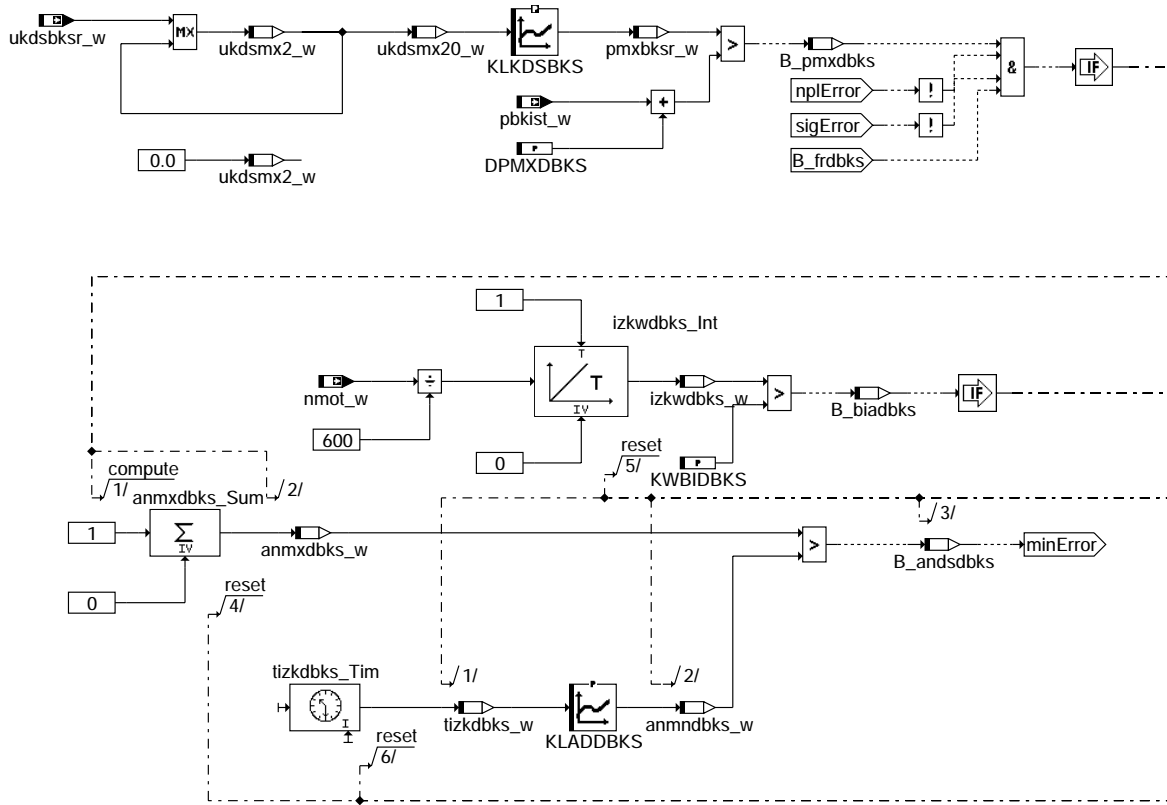 ukdsbksr_w
MX
ukdsmx2_w
ukdsmx20_w
P
KLKDSBKS
pmxbksr_w
>
B_pmxdbks
&
IF
nplError
!
sigError
!
B_frdbks
pbkist_w
+
P
DPMXDBKS
0.0
ukdsmx2_w
1
izkwdbks_Int
T
T
IV
nmot_w
÷
600
0
izkwdbks_w
>
B_biadbks
IF
reset
5/
P
KWBIDBKS
compute
1/
2/
anmxdbks_Sum
1
Σ
IV
anmxdbks_w
0
>
3/
B_andsdbks
minError
reset
4/
tizkdbks_Tim
I
1/
tizkdbks_w
P
KLADDBKS
2/
anmndbks_w
reset
6/